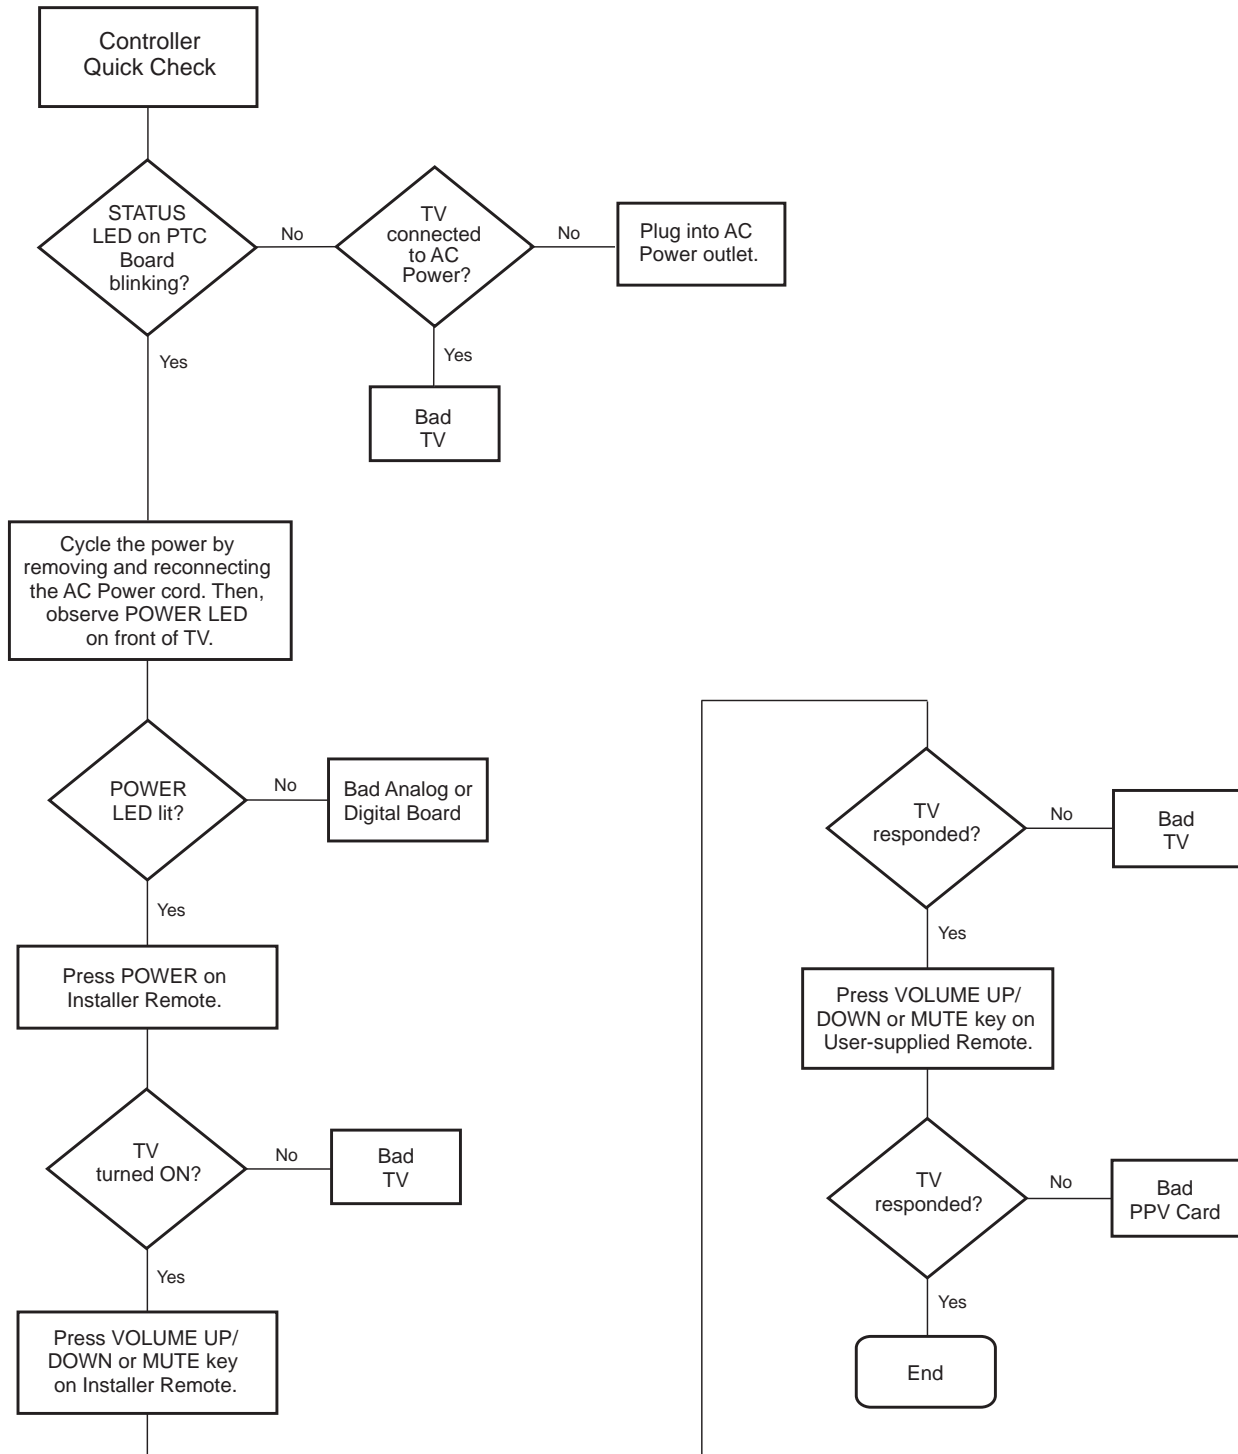 Controller
Quick Check
STATUS
LED on PTC
Board
blinking?
No
TV
connected
to AC
Power?
No
Plug into AC
Power outlet.
Yes
Yes
Bad
TV
Cycle the power by
removing and reconnecting
the AC Power cord. Then,
observe POWER LED
on front of TV.
POWER
LED lit?
No
Bad Analog or
Digital Board
Yes
Press POWER on
Installer Remote.
TV
turned ON?
No
Bad
TV
Yes
Press VOLUME UP/
DOWN or MUTE key
on Installer Remote.
TV
responded?
No
Bad
TV
Yes
Press VOLUME UP/
DOWN or MUTE key on
User-supplied Remote.
TV
responded?
No
Bad
PPV Card
Yes
End